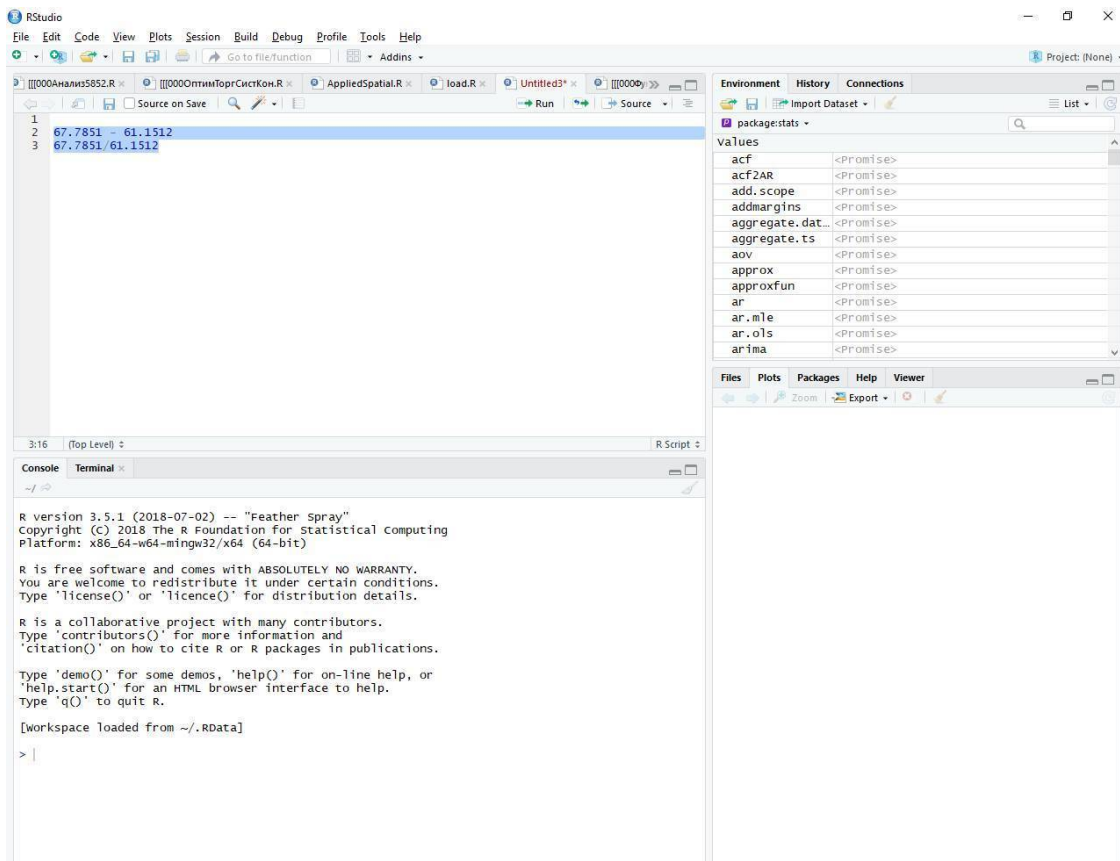 RStudio
File Edit Code View Plots Session Build Debug Profile Tools Help
Go to file/function Addins
Project: (None)
[[[000Анализ5852.R [[[000ОптимТоргСистКон.R AppliedSpatial.R load.R Untitled3* [[[000Фу
Source on Save Run Source
1
2 67.7851 - 61.1512
3 67.7851/61.1512
3:16 (Top Level) R Script
Console Terminal
~/
R version 3.5.1 (2018-07-02) -- "Feather Spray"
Copyright (C) 2018 The R Foundation for Statistical Computing
Platform: x86_64-w64-mingw32/x64 (64-bit)
R is free software and comes with ABSOLUTELY NO WARRANTY.
You are welcome to redistribute it under certain conditions.
Type 'license()' or 'licence()' for distribution details.
R is a collaborative project with many contributors.
Type 'contributors()' for more information and
'citation()' on how to cite R or R packages in publications.
Type 'demo()' for some demos, 'help()' for on-line help, or
'help.start()' for an HTML browser interface to help.
Type 'q()' to quit R.
[Workspace loaded from ~/.RData]
>
Environment History Connections
Import Dataset List
package:stats
Values
acf <Promise>
acf2AR <Promise>
add.scope <Promise>
addmargins <Promise>
aggregate.dat… <Promise>
aggregate.ts <Promise>
aov <Promise>
approx <Promise>
approxfun <Promise>
ar <Promise>
ar.mle <Promise>
ar.ols <Promise>
arima <Promise>
Files Plots Packages Help Viewer
Zoom Export